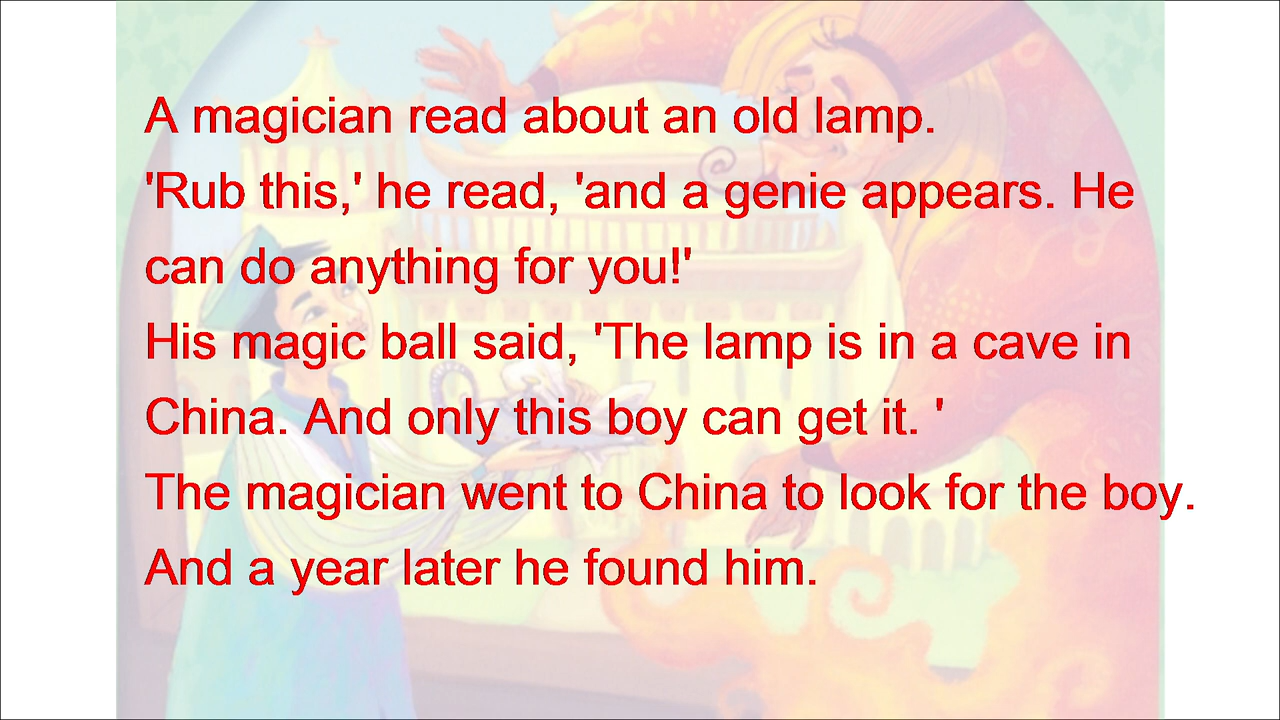 A magician read about an old lamp.
'Rub this,' he read, 'and a genie appears. He
can do anything for you!'
His magic ball said, 'The lamp is in a cave in
China. And only this boy can get it. '
The magician went to China to look for the boy.
And a year later he found him.